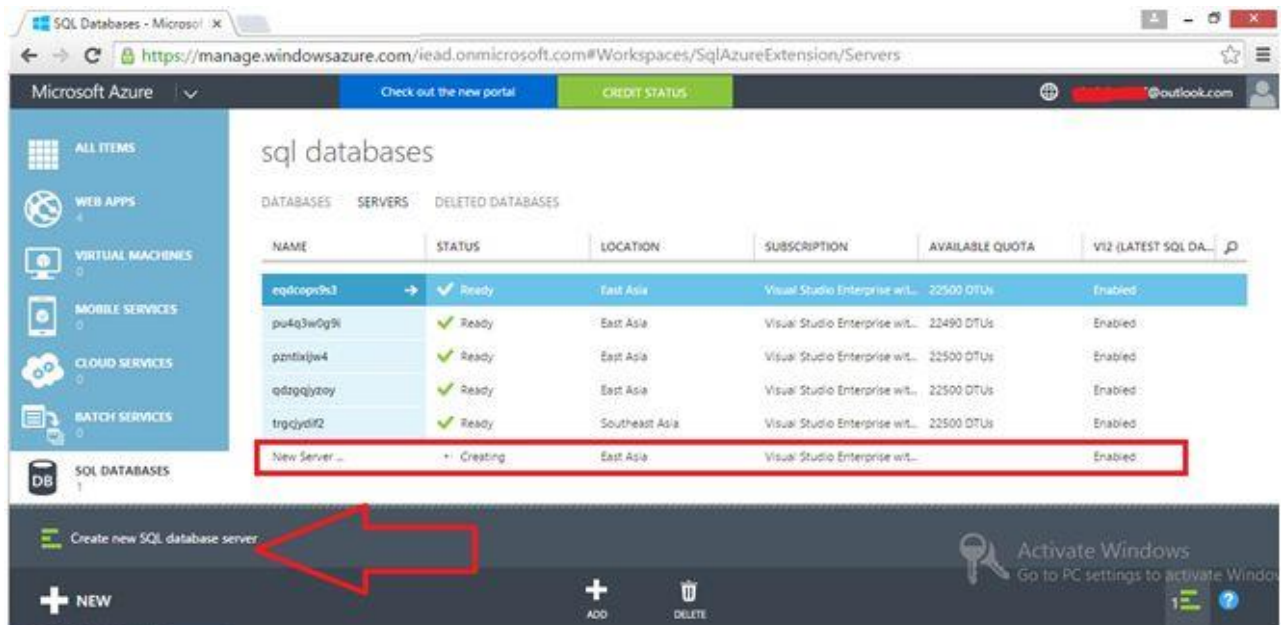 SQL Databases - Microsof
https://manage.windowsazure.com/iead.onmicrosoft.com#Workspaces/SqlAzureExtension/Servers
Microsoft Azure Check out the new portal CREDIT STATUS @outlook.com
ALL ITEMS
WEB APPS
4
VIRTUAL MACHINES
0
MOBILE SERVICES
0
CLOUD SERVICES
0
BATCH SERVICES
0
SQL DATABASES
1
DB
sql databases
DATABASES SERVERS DELETED DATABASES
NAME STATUS LOCATION SUBSCRIPTION AVAILABLE QUOTA V12 (LATEST SQL DA...
eqdcopn9s3 Ready East Asia Visual Studio Enterprise wit... 22500 DTUs Enabled
pu4q3w0g9i Ready East Asia Visual Studio Enterprise wit... 22490 DTUs Enabled
pzntixijw4 Ready East Asia Visual Studio Enterprise wit... 22500 DTUs Enabled
qdzgqjyzoy Ready East Asia Visual Studio Enterprise wit... 22500 DTUs Enabled
trgcjydif2 Ready Southeast Asia Visual Studio Enterprise wit... 22500 DTUs Enabled
New Server ... Creating East Asia Visual Studio Enterprise wit... Enabled
Create new SQL database server
Activate Windows
Go to PC settings to activate Window
NEW ADD DELETE 1 ?